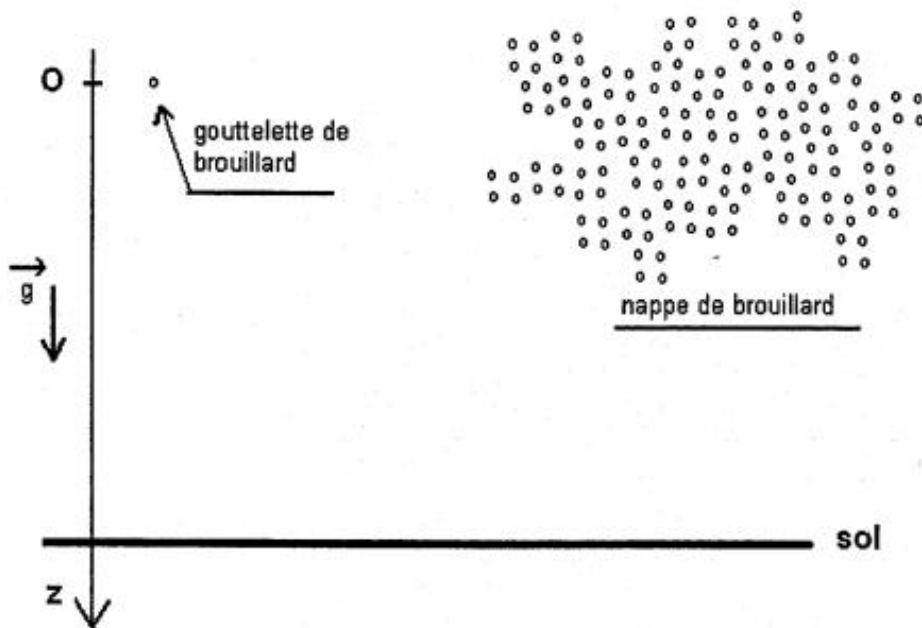 O
gouttelette de
brouillard
g
nappe de brouillard
sol
z